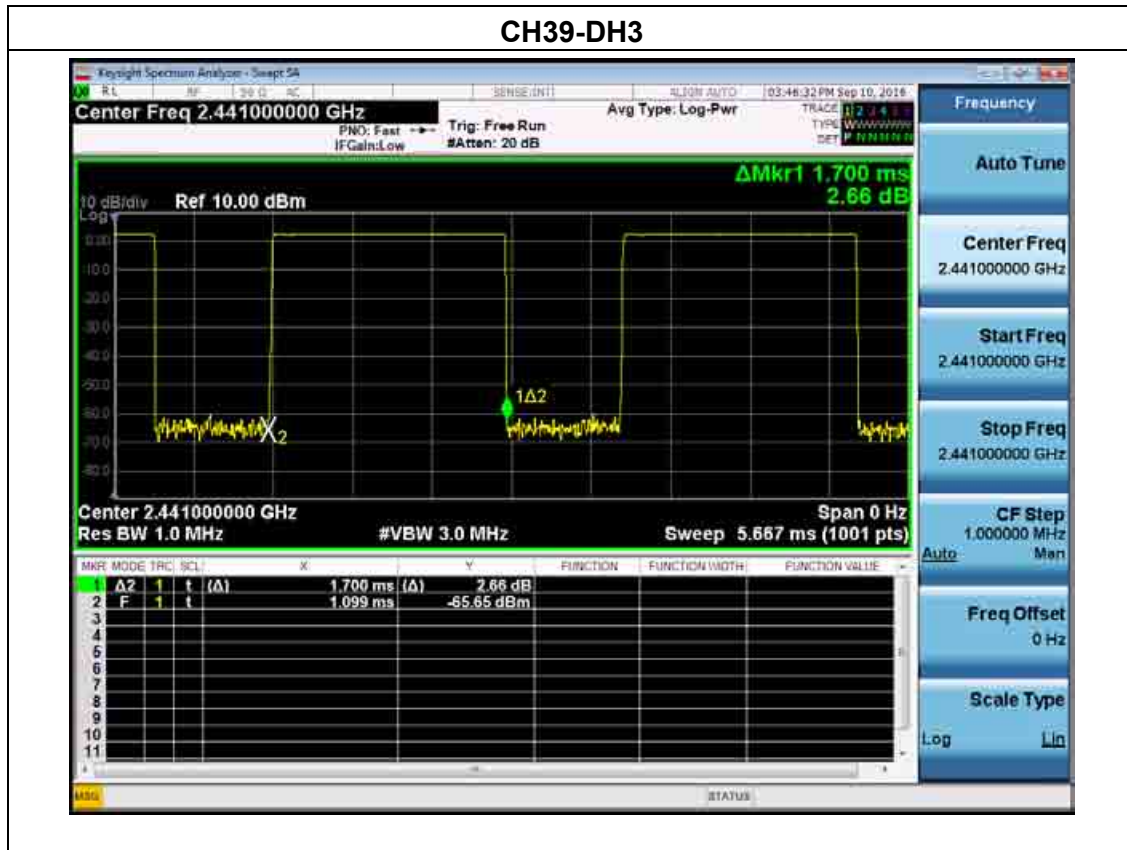 CH39-DH3
Keysight Spectrum Analyzer - Swept SA
RL RF 50 Ω AC SENSE:INT ALIGN AUTO 03:46:32 PM Sep 10, 2016
Center Freq 2.441000000 GHz
PNO: Fast
IFGain:Low
Trig: Free Run
#Atten: 20 dB
Avg Type: Log-Pwr
TRACE 1 2 3 4 5 6
TYPE WWWWWW
DET P N N N N N
ΔMkr1 1.700 ms
2.66 dB
10 dB/div Ref 10.00 dBm
Log
0.00
-10.0
-20.0
-30.0
-40.0
-50.0
-60.0
-70.0
-80.0
1Δ2
X2
Center 2.441000000 GHz Span 0 Hz
Res BW 1.0 MHz #VBW 3.0 MHz Sweep 5.667 ms (1001 pts)
MKR MODE TRC SCL X Y FUNCTION FUNCTION WIDTH FUNCTION VALUE
1 Δ2 1 t (Δ) 1.700 ms (Δ) 2.66 dB
2 F 1 t 1.099 ms -65.65 dBm
3
4
5
6
7
8
9
10
11
MSG STATUS
Frequency
Auto Tune
Center Freq
2.441000000 GHz
Start Freq
2.441000000 GHz
Stop Freq
2.441000000 GHz
CF Step
1.000000 MHz
Auto Man
Freq Offset
0 Hz
Scale Type
Log Lin